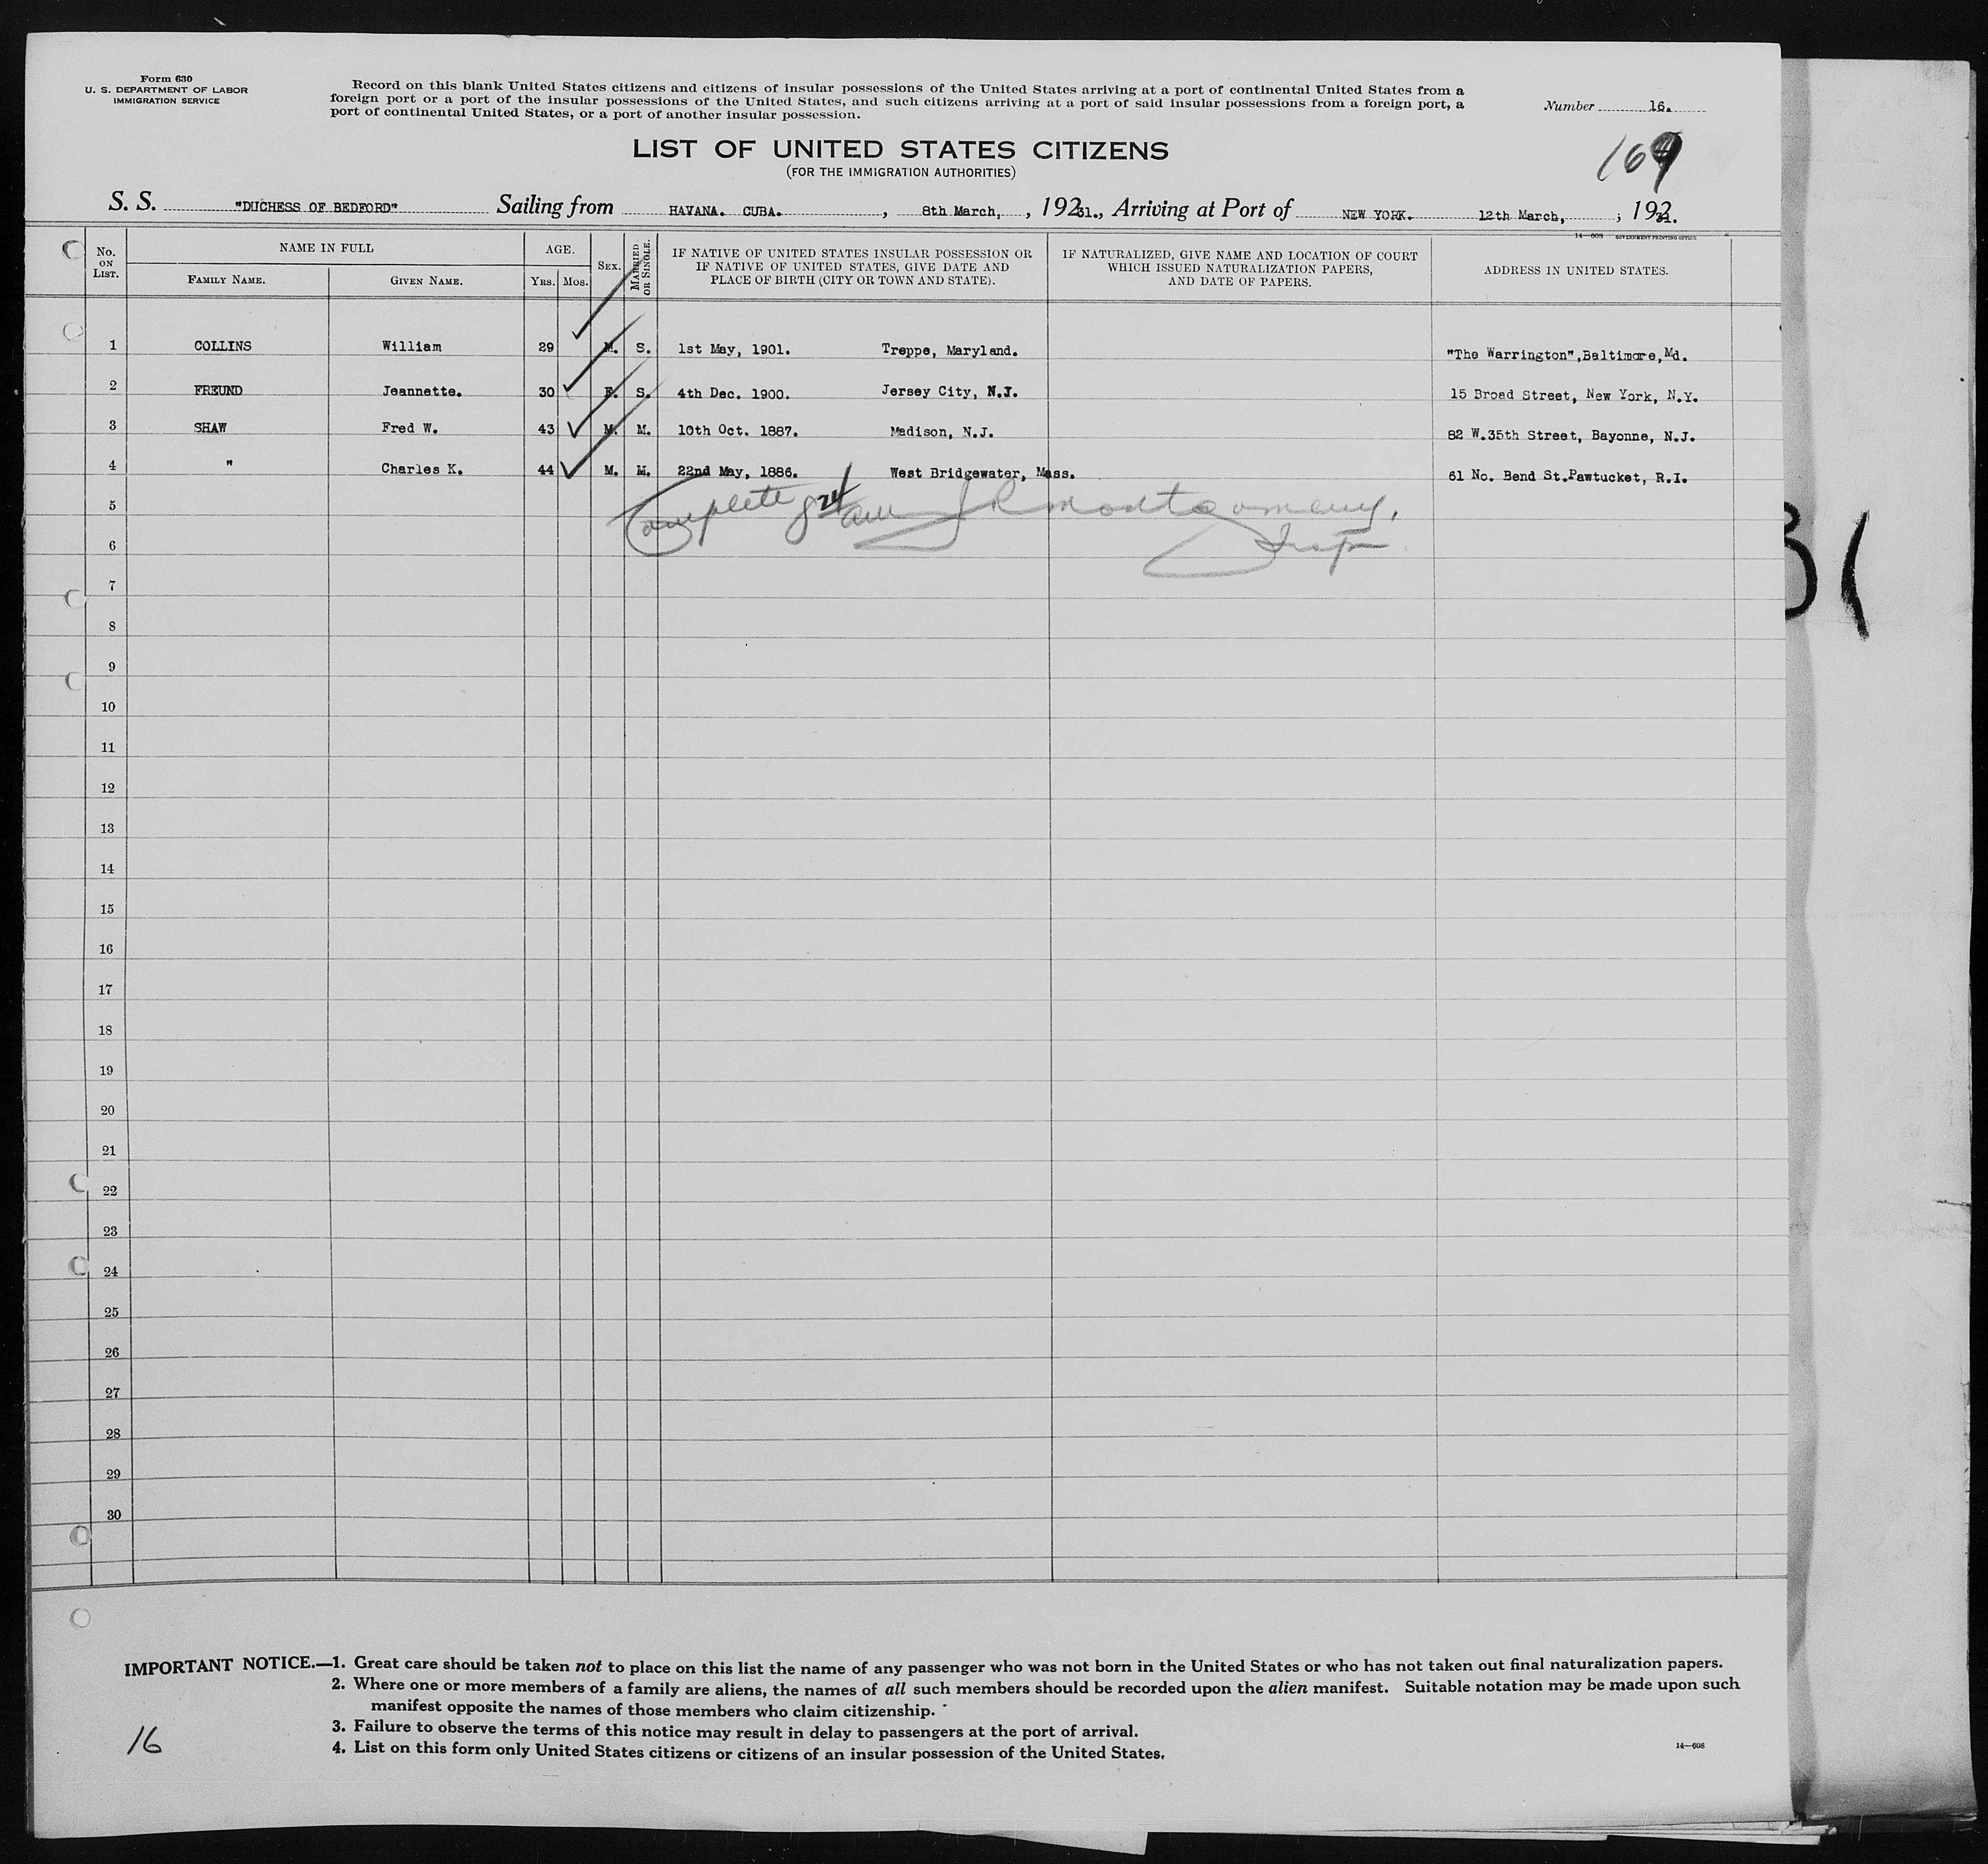 Form 630
U. S. DEPARTMENT OF LABOR
IMMIGRATION SERVICE
Record on this blank United States citizens and citizens of insular possessions of the United States arriving at a port of continental United States from a
foreign port or a port of the insular possessions of the United States, and such citizens arriving at a port of said insular possessions from a foreign port, a
port of continental United States, or a port of another insular possession.
Number 16.
169
LIST OF UNITED STATES CITIZENS
(FOR THE IMMIGRATION AUTHORITIES)
S. S. "DUCHESS OF BEDFORD" Sailing from HAVANA. CUBA. , 8th March, , 19231., Arriving at Port of NEW YORK. 12th March, ; 19231.
14—608 GOVERNMENT PRINTING OFFICE
No. ON LIST. NAME IN FULL AGE. SEX. MARRIED OR SINGLE. IF NATIVE OF UNITED STATES INSULAR POSSESSION OR IF NATIVE OF UNITED STATES, GIVE DATE AND PLACE OF BIRTH (CITY OR TOWN AND STATE). IF NATURALIZED, GIVE NAME AND LOCATION OF COURT WHICH ISSUED NATURALIZATION PAPERS, AND DATE OF PAPERS. ADDRESS IN UNITED STATES.
FAMILY NAME. GIVEN NAME. YRS. MOS.
1 COLLINS William 29 M. S. 1st May, 1901. Treppe, Maryland. "The Warrington",Baltimore,Md.
2 FREUND Jeannette. 30 F. S. 4th Dec. 1900. Jersey City, N.J. 15 Broad Street, New York, N.Y.
3 SHAW Fred W. 43 M. M. 10th Oct. 1887. Madison, N.J. 82 W.35th Street, Bayonne, N.J.
4 " Charles K. 44 M. M. 22nd May, 1886. West Bridgewater, Mass. 61 No. Bend St.Pawtucket, R.I.
Complete Montgomery,
Insp
5
6
7
8
9
10
11
12
13
14
15
16
17
18
19
20
21
22
23
24
25
26
27
28
29
30
IMPORTANT NOTICE.—1. Great care should be taken not to place on this list the name of any passenger who was not born in the United States or who has not taken out final naturalization papers.
2. Where one or more members of a family are aliens, the names of all such members should be recorded upon the alien manifest. Suitable notation may be made upon such
manifest opposite the names of those members who claim citizenship.
3. Failure to observe the terms of this notice may result in delay to passengers at the port of arrival.
4. List on this form only United States citizens or citizens of an insular possession of the United States.
16
14—608